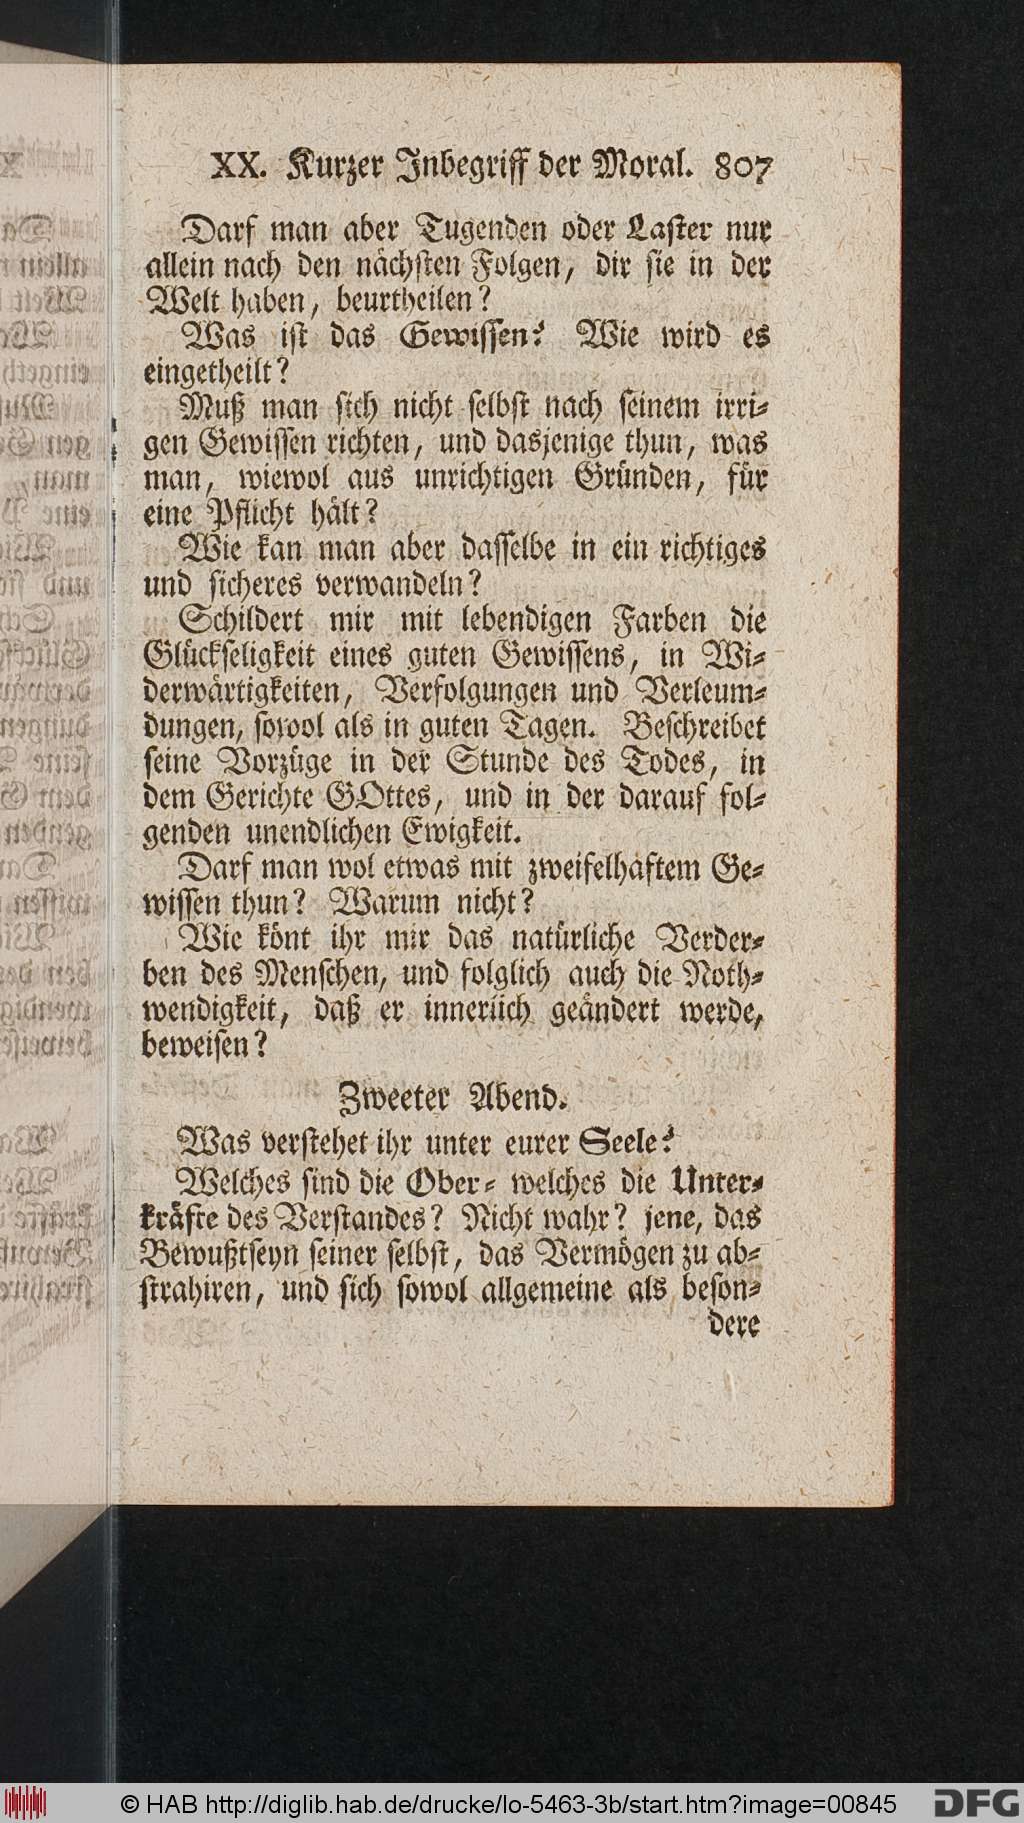 XX. Kurzer Inbegriff der Moral. 807
Darf man aber Tugenden oder Laster nur
allein nach den nächsten Folgen, dir sie in der
Welt haben, beurtheilen?
Was ist das Gewissen? Wie wird es
eingetheilt?
Muß man sich nicht selbst nach seinem irri-
gen Gewissen richten, und dasjenige thun, was
man, wiewol aus unrichtigen Gründen, für
eine Pflicht hält?
Wie kan man aber dasselbe in ein richtiges
und sicheres verwandeln?
Schildert mir mit lebendigen Farben die
Glückseligkeit eines guten Gewissens, in Wi-
derwärtigkeiten, Verfolgungen und Verleum-
dungen, sowol als in guten Tagen. Beschreibet
seine Vorzüge in der Stunde des Todes, in
dem Gerichte GOttes, und in der darauf fol-
genden unendlichen Ewigkeit.
Darf man wol etwas mit zweifelhaftem Ge-
wissen thun? Warum nicht?
Wie könt ihr mir das natürliche Verder-
ben des Menschen, und folglich auch die Noth-
wendigkeit, daß er innerlich geändert werde,
beweisen?
Zweeter Abend.
Was verstehet ihr unter eurer Seele?
Welches sind die Ober- welches die Unter-
kräfte des Verstandes? Nicht wahr? jene, das
Bewußtseyn seiner selbst, das Vermögen zu ab-
strahiren, und sich sowol allgemeine als beson-
dere
© HAB http://diglib.hab.de/drucke/lo-5463-3b/start.htm?image=00845
DFG